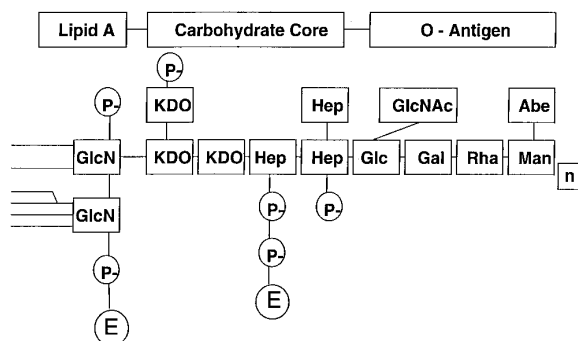 Lipid A Carbohydrate Core O - Antigen
P-
P- KDO Hep GlcNAc Abe
GlcN KDO KDO Hep Hep Glc Gal Rha Man
n
GlcN P- P-
P- P-
E E